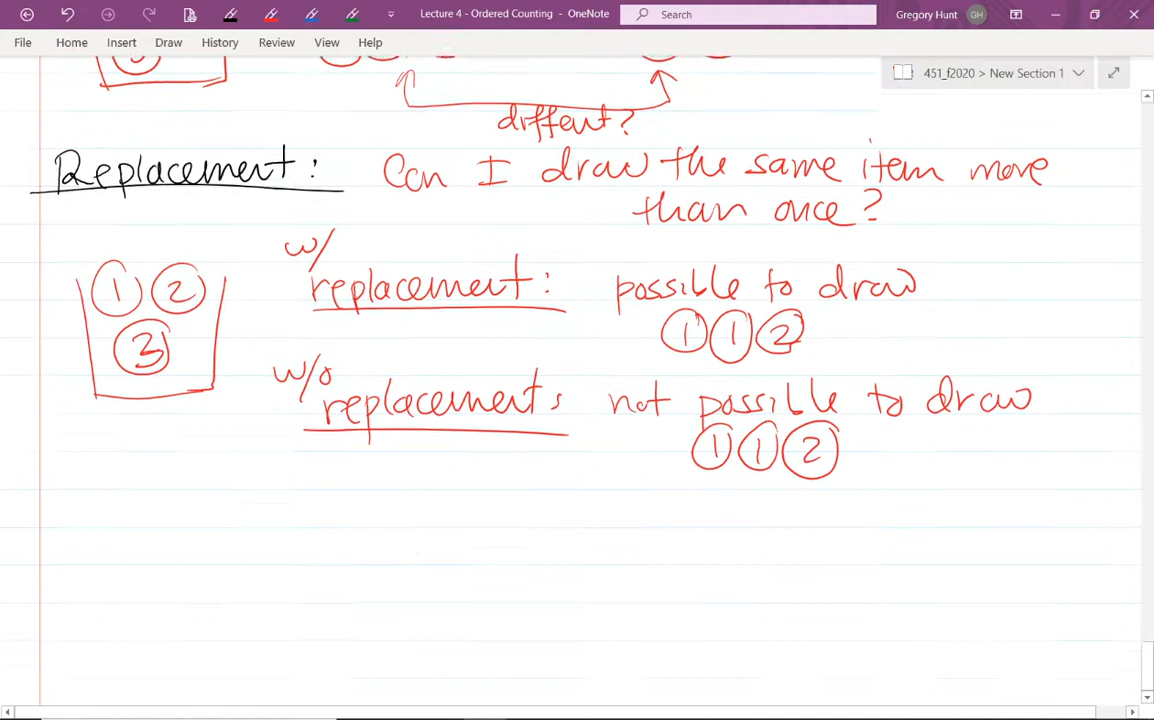 Lecture 4 - Ordered Counting - OneNote
Search
Gregory Hunt
GH
File Home Insert Draw History Review View Help
451_f2020 > New Section 1
diffent?
Replacement: Can I draw the same item more
than once?
w/
replacement: possible to draw
1 2
1 1 2
3
w/o
replacement: not possible to draw
1 1 2